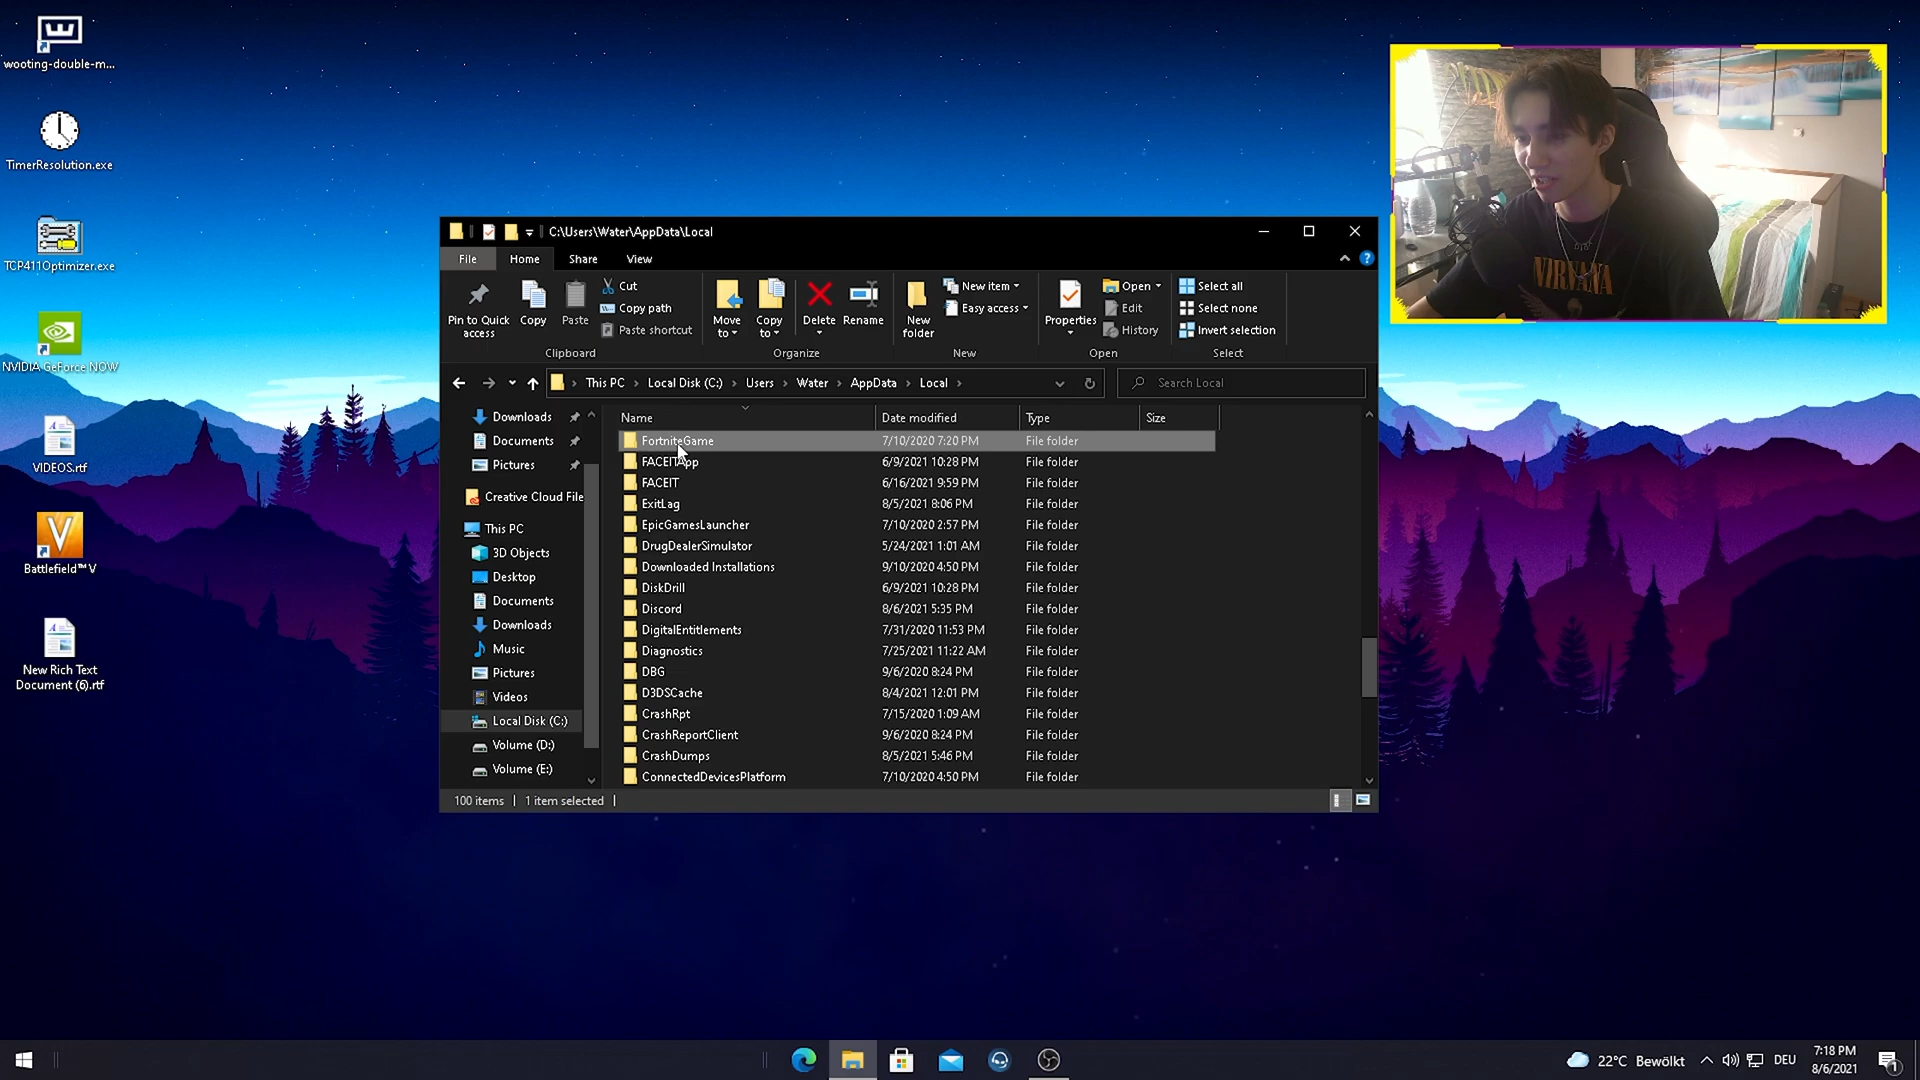 wooting-double-m...
TimerResolution.exe
TCP411Optimizer.exe
NVIDIA GeForce NOW
VIDEOS.rtf
Battlefield™ V
New Rich Text
Document (6).rtf
C:\Users\Water\AppData\Local
File Home Share View
Pin to Quick
access
Copy
Paste
Cut
Copy path
Paste shortcut
Clipboard
Move
to
Copy
to
Delete
Rename
Organize
New
folder
New item
Easy access
New
Properties
Open
Edit
History
Open
Select all
Select none
Invert selection
Select
This PC › Local Disk (C:) › Users › Water › AppData › Local ›
Search Local
Downloads
Documents
Pictures
Creative Cloud File
This PC
3D Objects
Desktop
Documents
Downloads
Music
Pictures
Videos
Local Disk (C:)
Volume (D:)
Volume (E:)
Name Date modified Type Size
FortniteGame 7/10/2020 7:20 PM File folder
FACEITApp 6/9/2021 10:28 PM File folder
FACEIT 6/16/2021 9:59 PM File folder
ExitLag 8/5/2021 8:06 PM File folder
EpicGamesLauncher 7/10/2020 2:57 PM File folder
DrugDealerSimulator 5/24/2021 1:01 AM File folder
Downloaded Installations 9/10/2020 4:50 PM File folder
DiskDrill 6/9/2021 10:28 PM File folder
Discord 8/6/2021 5:35 PM File folder
DigitalEntitlements 7/31/2020 11:53 PM File folder
Diagnostics 7/25/2021 11:22 AM File folder
DBG 9/6/2020 8:24 PM File folder
D3DSCache 8/4/2021 12:01 PM File folder
CrashRpt 7/15/2020 1:09 AM File folder
CrashReportClient 9/6/2020 8:24 PM File folder
CrashDumps 8/5/2021 5:46 PM File folder
ConnectedDevicesPlatform 7/10/2020 4:50 PM File folder
100 items 1 item selected
NIRVANA
22°C Bewölkt
DEU
7:18 PM
8/6/2021
1